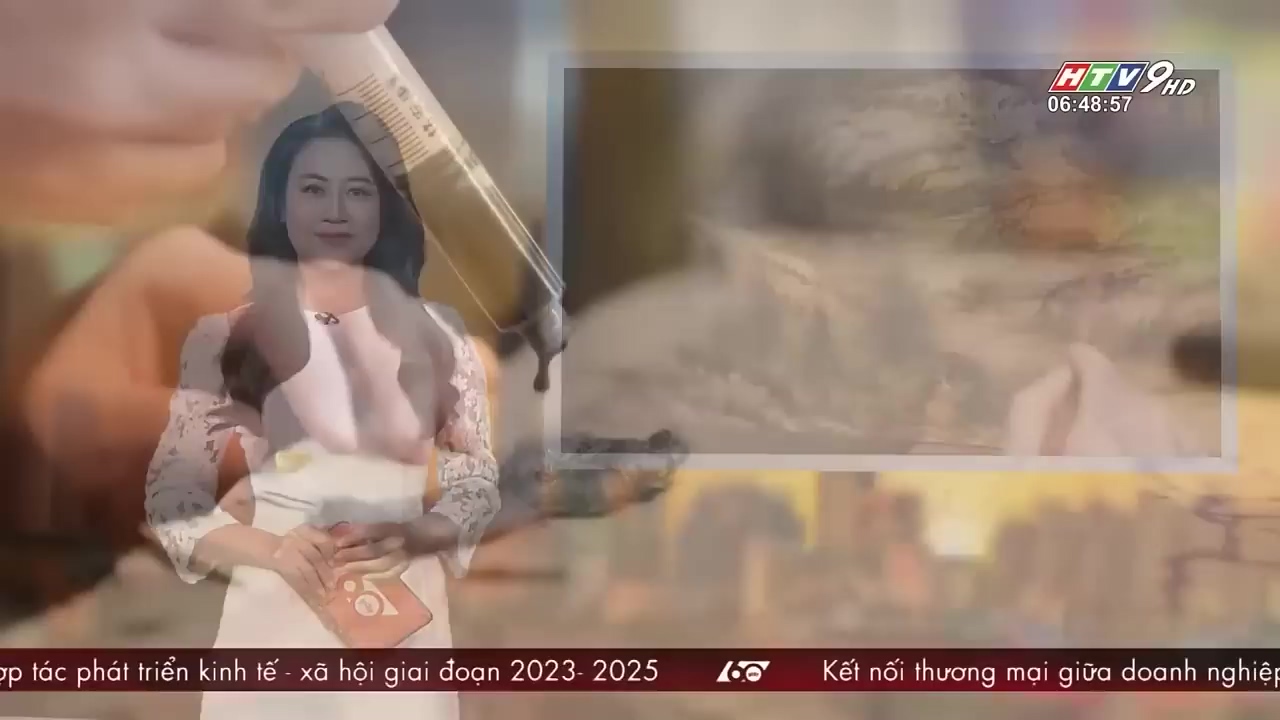 HTV9HD
06:48:57
ợp tác phát triển kinh tế - xã hội giai đoạn 2023- 2025 60 Kết nối thương mại giữa doanh nghiệp